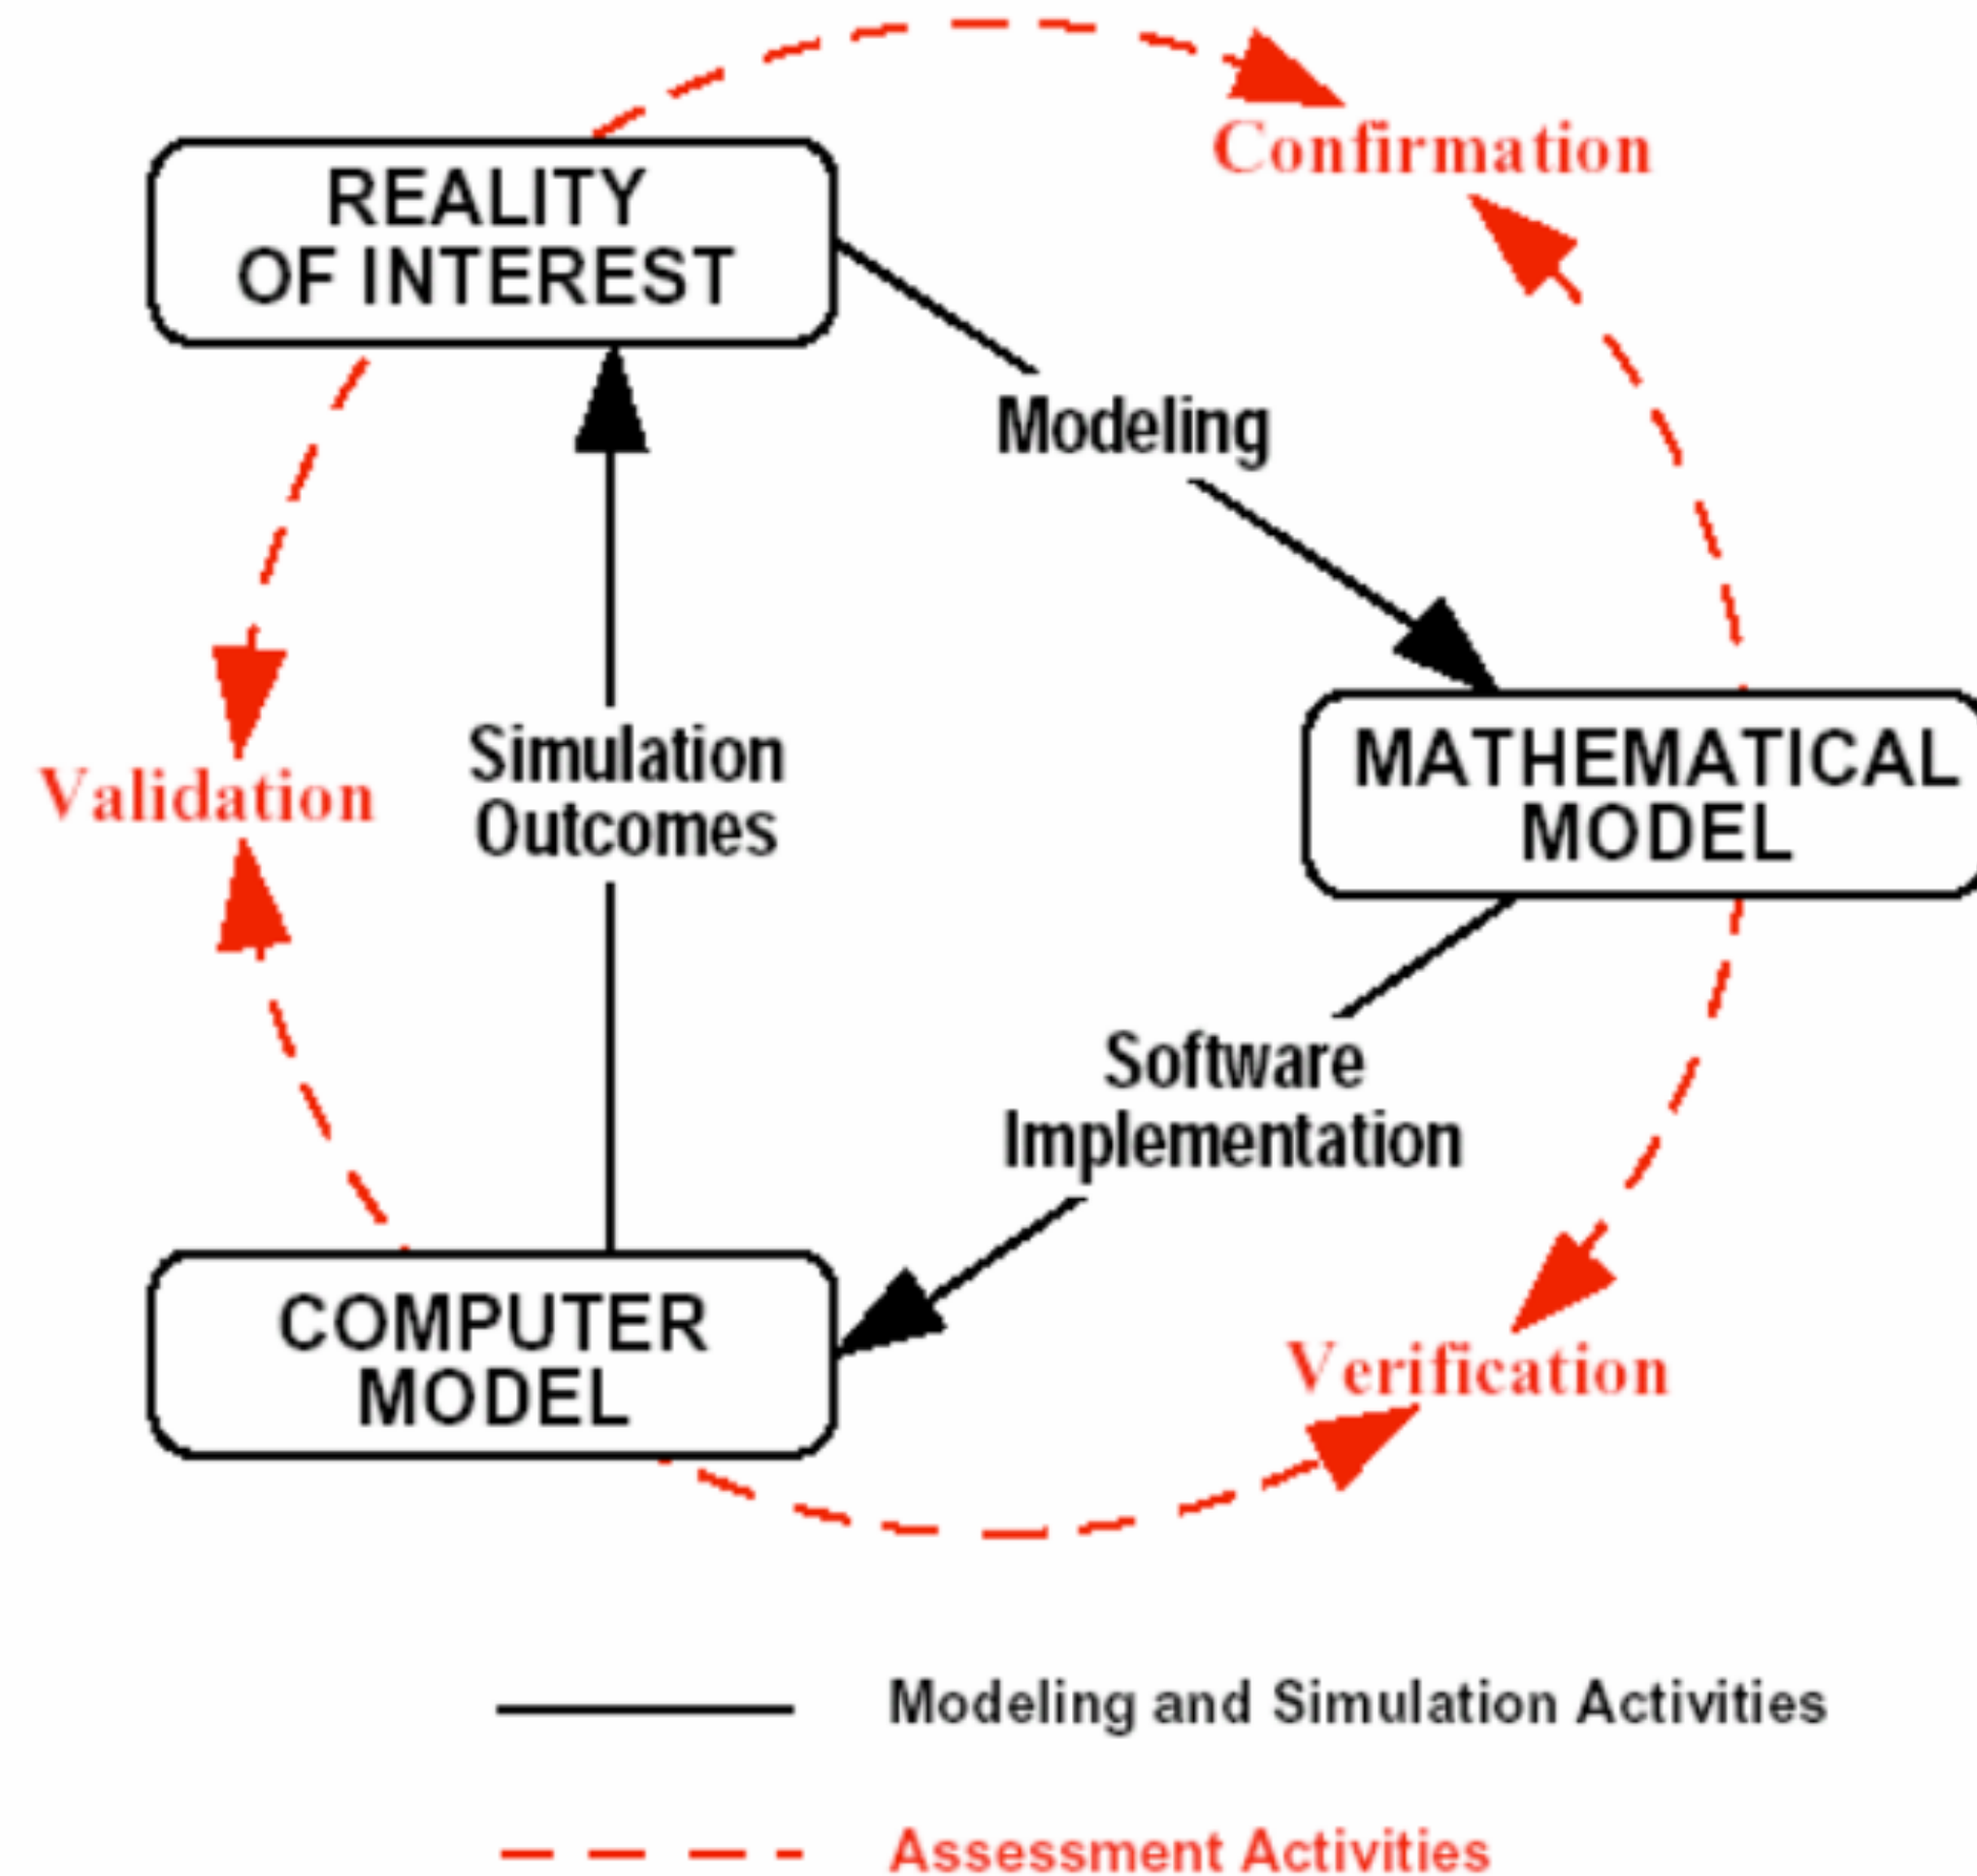 Confirmation
REALITY
OF INTEREST
Modeling
Simulation
Outcomes
Validation
MATHEMATICAL
MODEL
Software
Implementation
COMPUTER
MODEL
Verification
Modeling and Simulation Activities
Assessment Activities